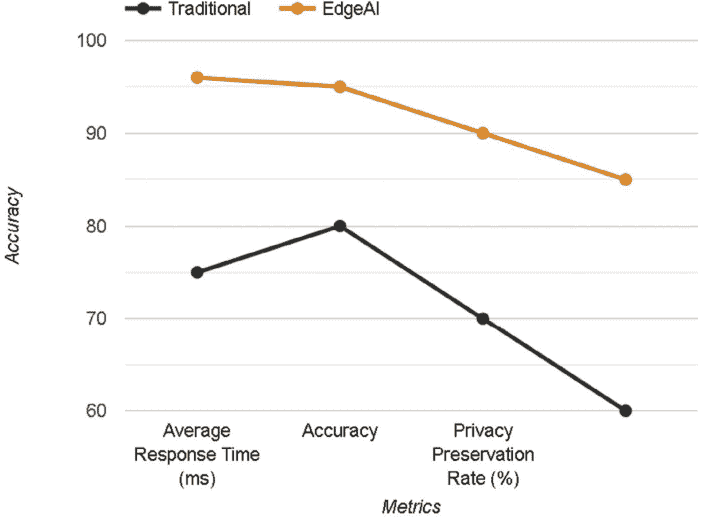 Traditional EdgeAI
100
90
80
70
60
Accuracy
Average
Response Time
(ms)
Accuracy
Privacy
Preservation
Rate (%)
Metrics